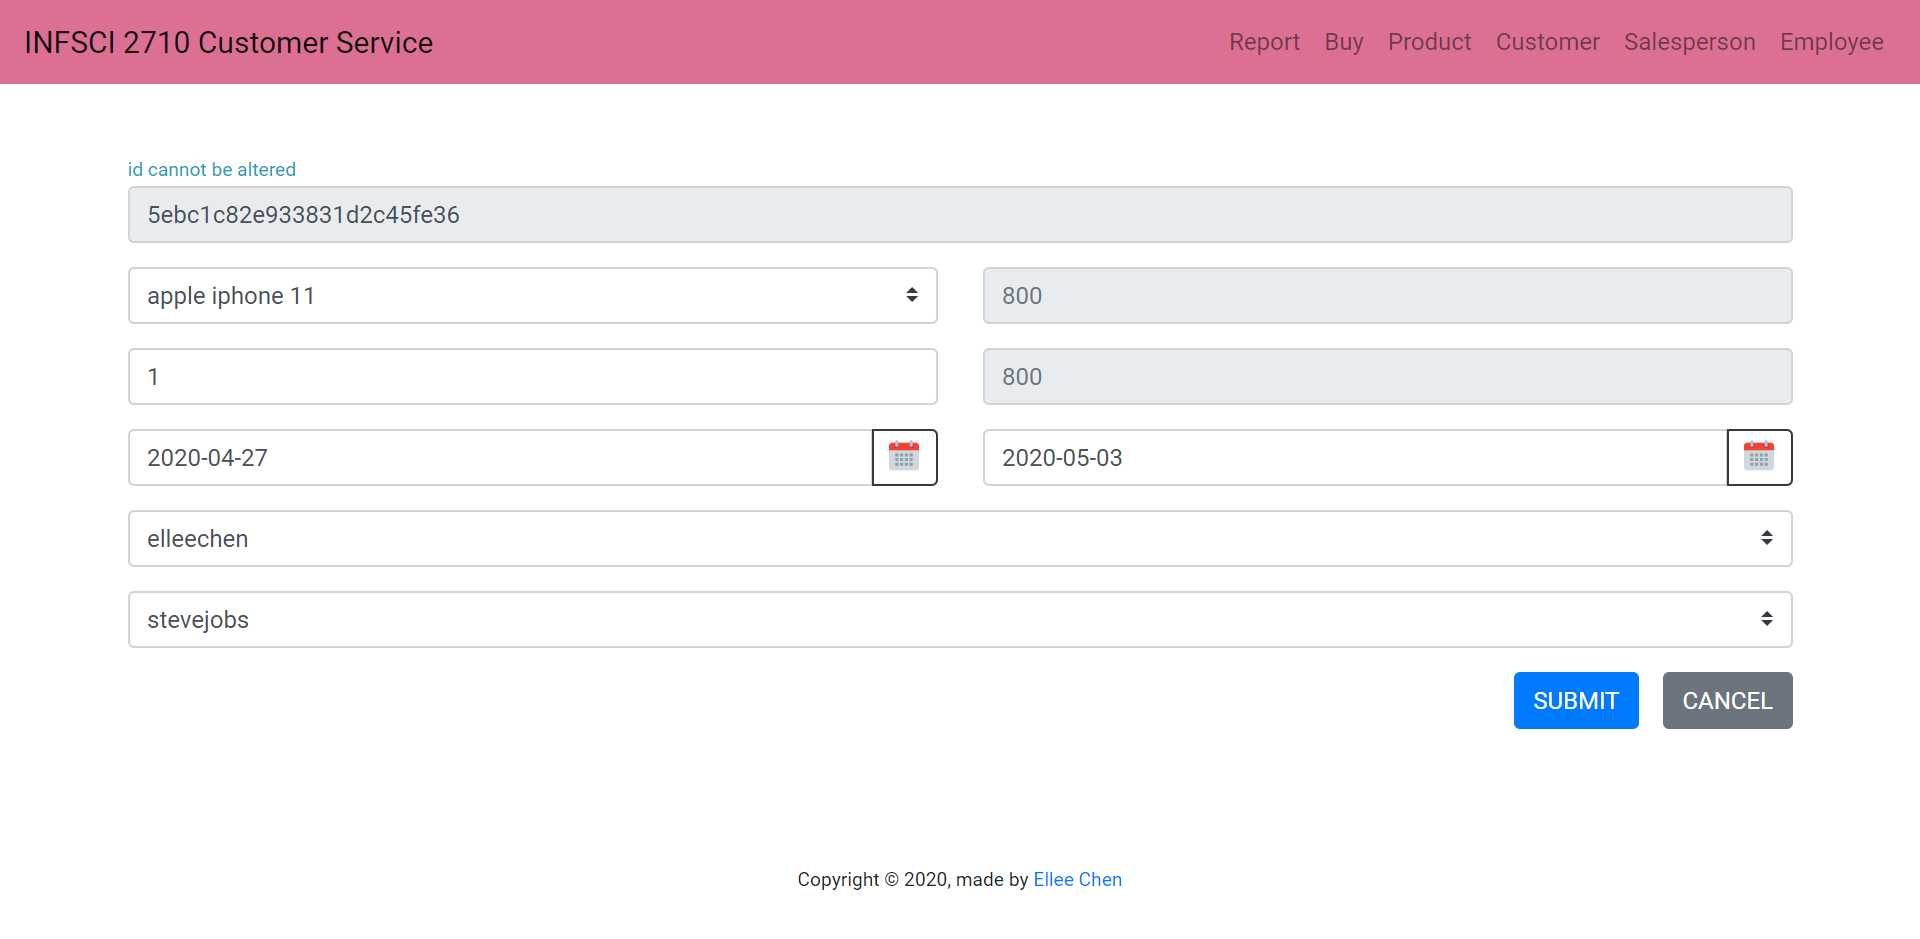 INFSCI 2710 Customer Service
Report Buy Product Customer Salesperson Employee
id cannot be altered
5ebc1c82e933831d2c45fe36
apple iphone 11
800
1
800
2020-04-27
2020-05-03
elleechen
stevejobs
SUBMIT CANCEL
Copyright © 2020, made by Ellee Chen